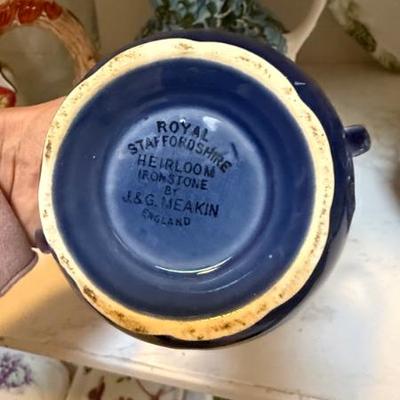 ROYAL
STAFFORDSHIRE
HEIRLOOM
IRONSTONE
BY
J.&G. MEAKIN
ENGLAND